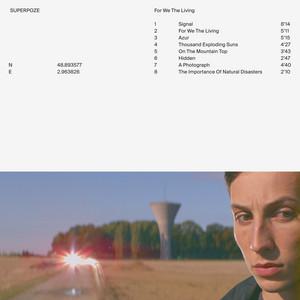 SUPERPOZE
For We The Living
1 Signal 8'14
2 For We The Living 5'11
3 Azur 5'15
4 Thousand Exploding Suns 4'27
5 On The Mountain Top 3'43
6 Hidden 2'47
N 48.893577 7 A Photograph 4'40
E 2.963826 8 The Importance Of Natural Disasters 2'10